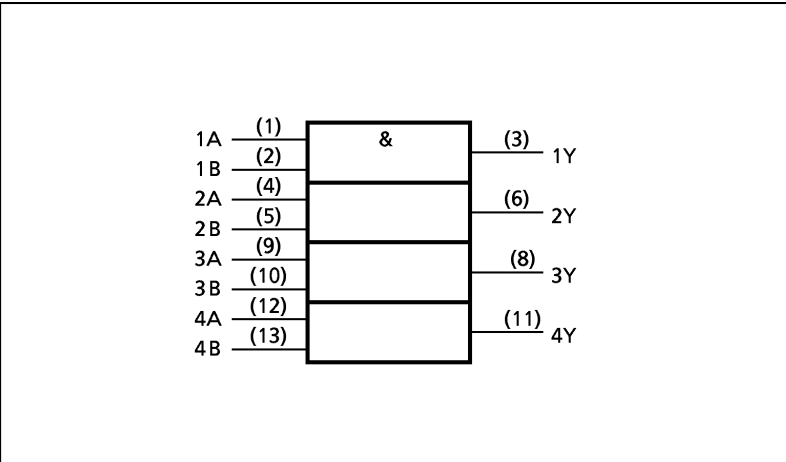 1A (1) & (3) 1Y
1B (2)
2A (4) (6) 2Y
2B (5)
3A (9) (8) 3Y
3B (10)
4A (12) (11) 4Y
4B (13)